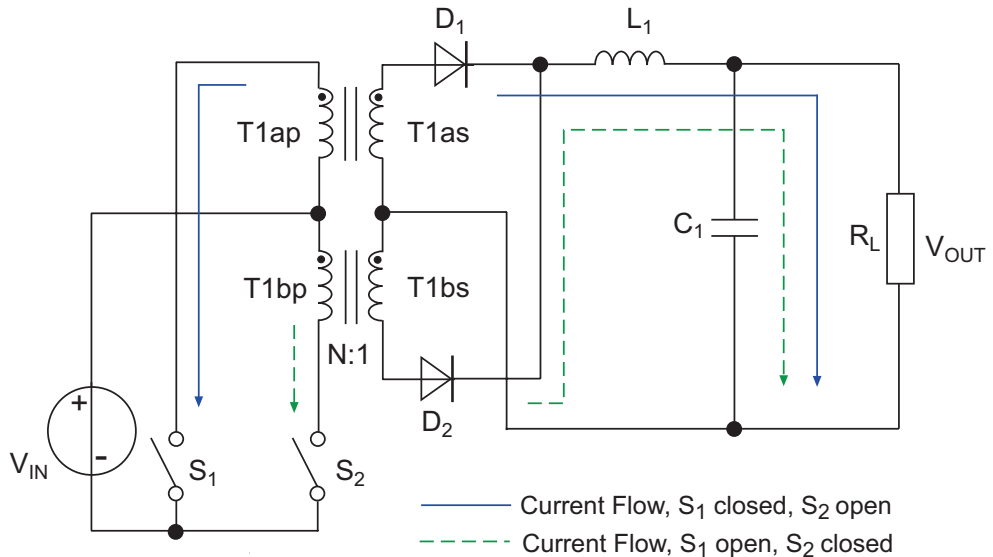 D1
L1
T1ap
T1as
C1
RL
VOUT
T1bp
T1bs
N:1
D2
+
-
VIN
S1
S2
Current Flow, S1 closed, S2 open
Current Flow, S1 open, S2 closed